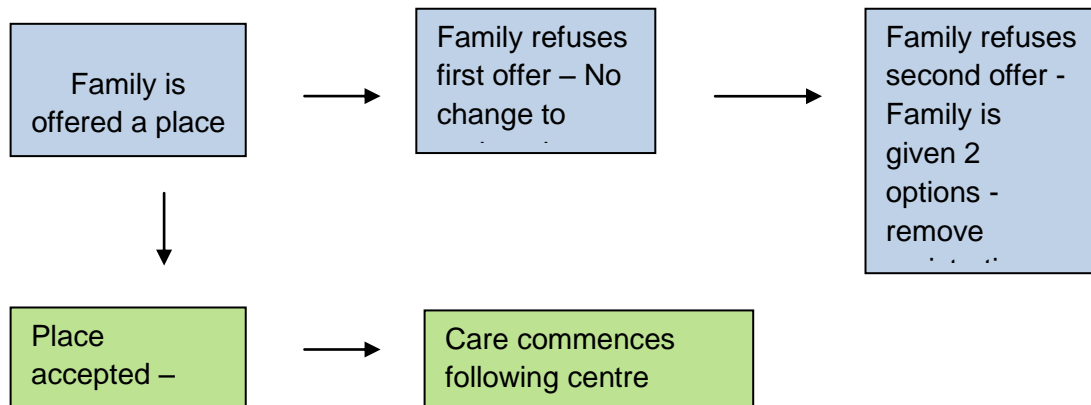 Family is
offered a place
Family refuses
first offer – No
change to
Family refuses
second offer -
Family is
given 2
options -
remove
Place
accepted –
Care commences
following centre